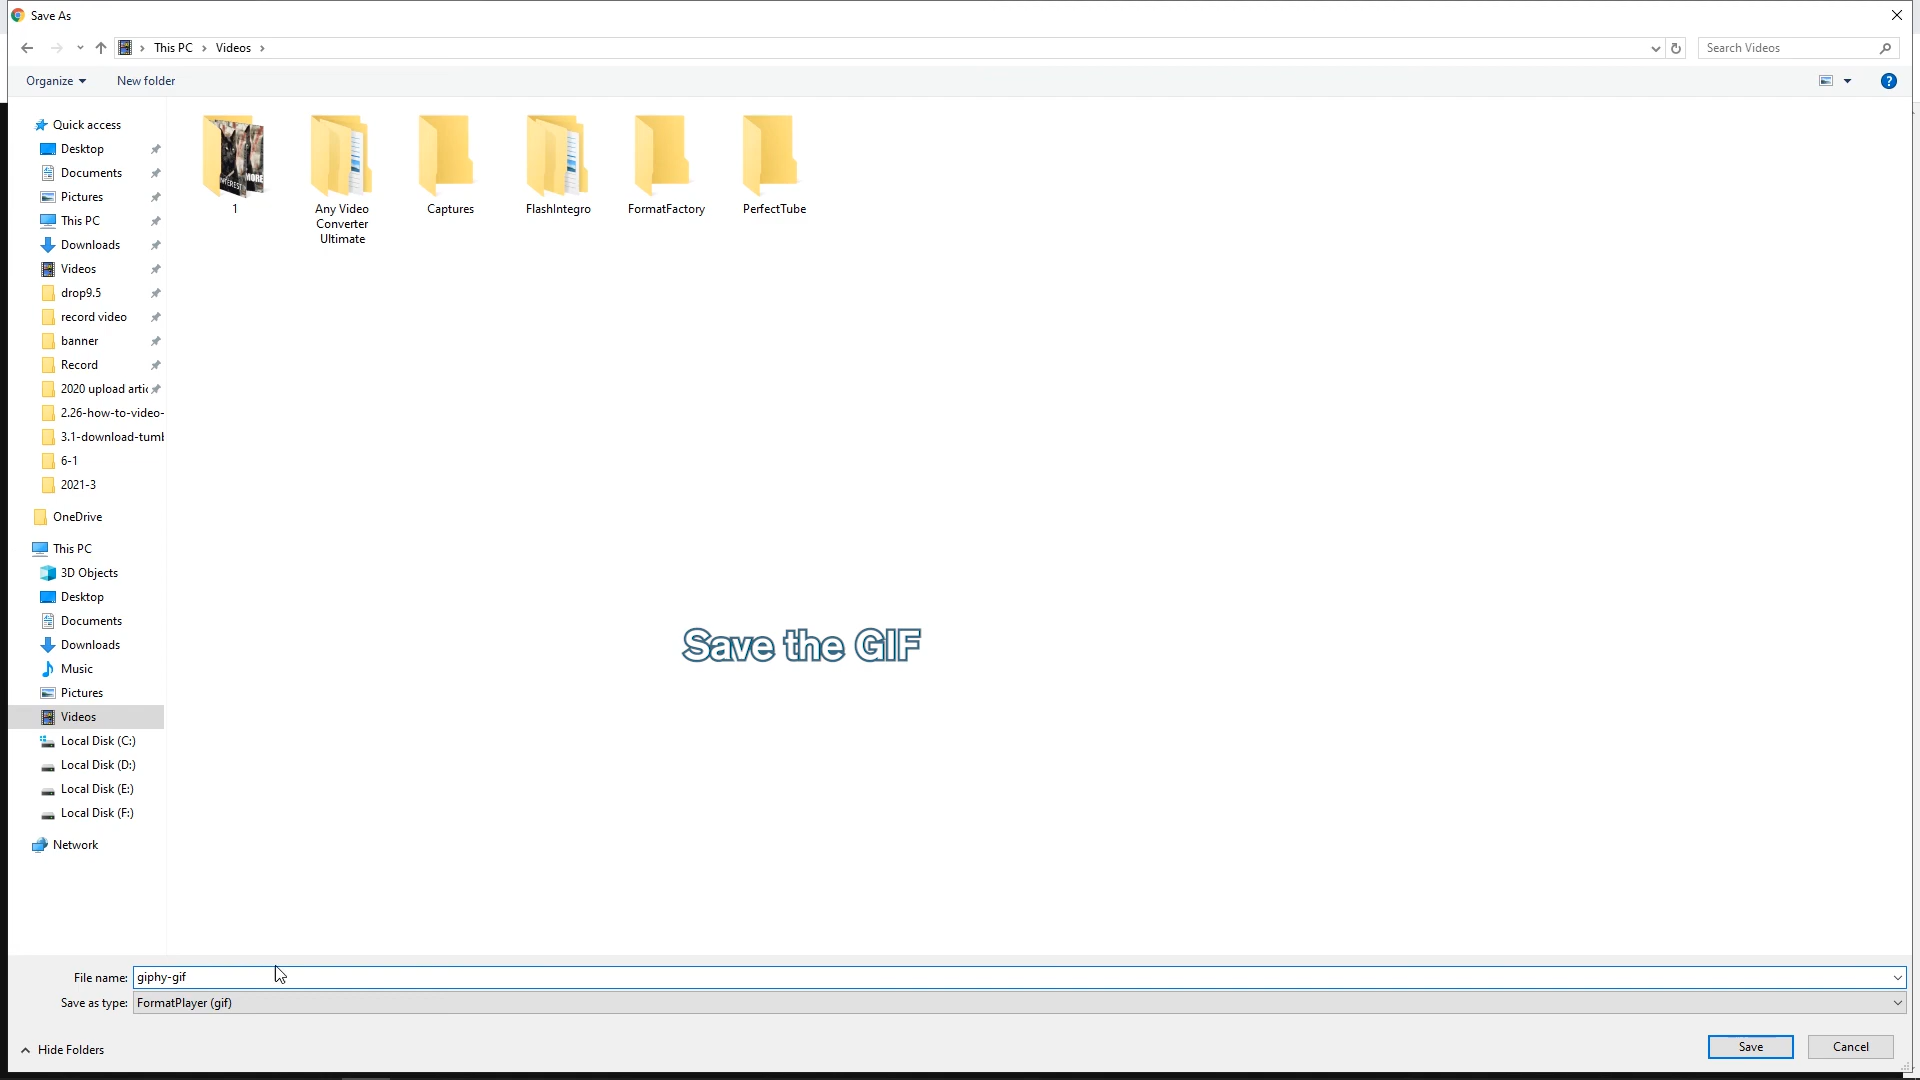 Save As
This PC
Videos
Search Videos
Organize
New folder
Quick access
Desktop
Documents
Pictures
This PC
Downloads
Videos
drop9.5
record video
banner
Record
2020 upload artic
2.26-how-to-video-
3.1-download-tumb
6-1
2021-3
OneDrive
This PC
3D Objects
Desktop
Documents
Downloads
Music
Pictures
Videos
Local Disk (C:)
Local Disk (D:)
Local Disk (E:)
Local Disk (F:)
Network
1
Any Video
Converter
Ultimate
Captures
FlashIntegro
FormatFactory
PerfectTube
Save the GIF
File name: giphy-gif
Save as type: FormatPlayer (gif)
Hide Folders
Save
Cancel